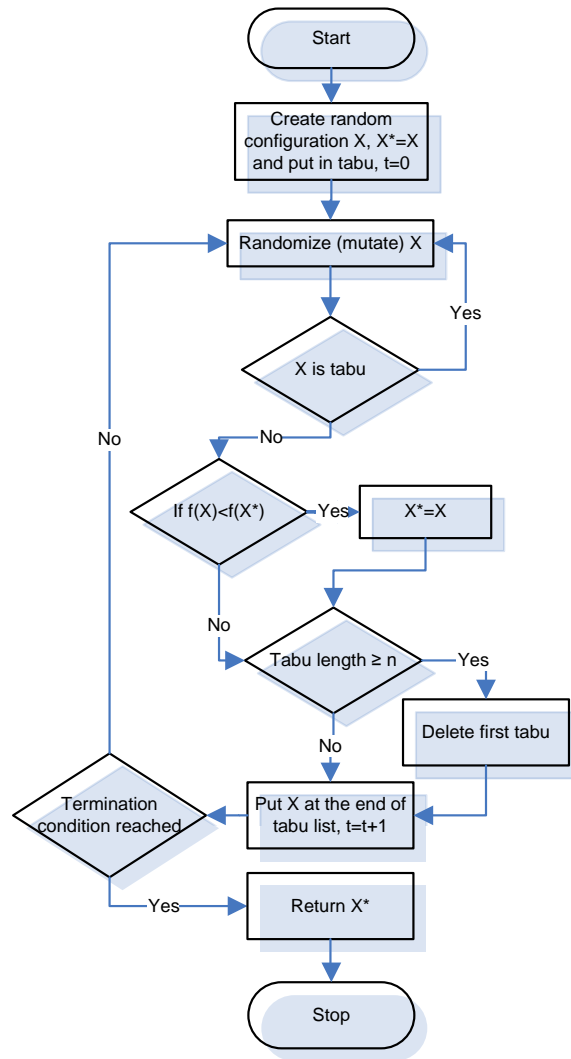 Start
Create random
configuration X, X*=X
and put in tabu, t=0
Randomize (mutate) X
Yes
X is tabu
No
No
If f(X)<f(X*)
Yes
X*=X
No
Tabu length ≥ n
Yes
No
Delete first tabu
Termination
condition reached
Put X at the end of
tabu list, t=t+1
Yes
Return X*
Stop